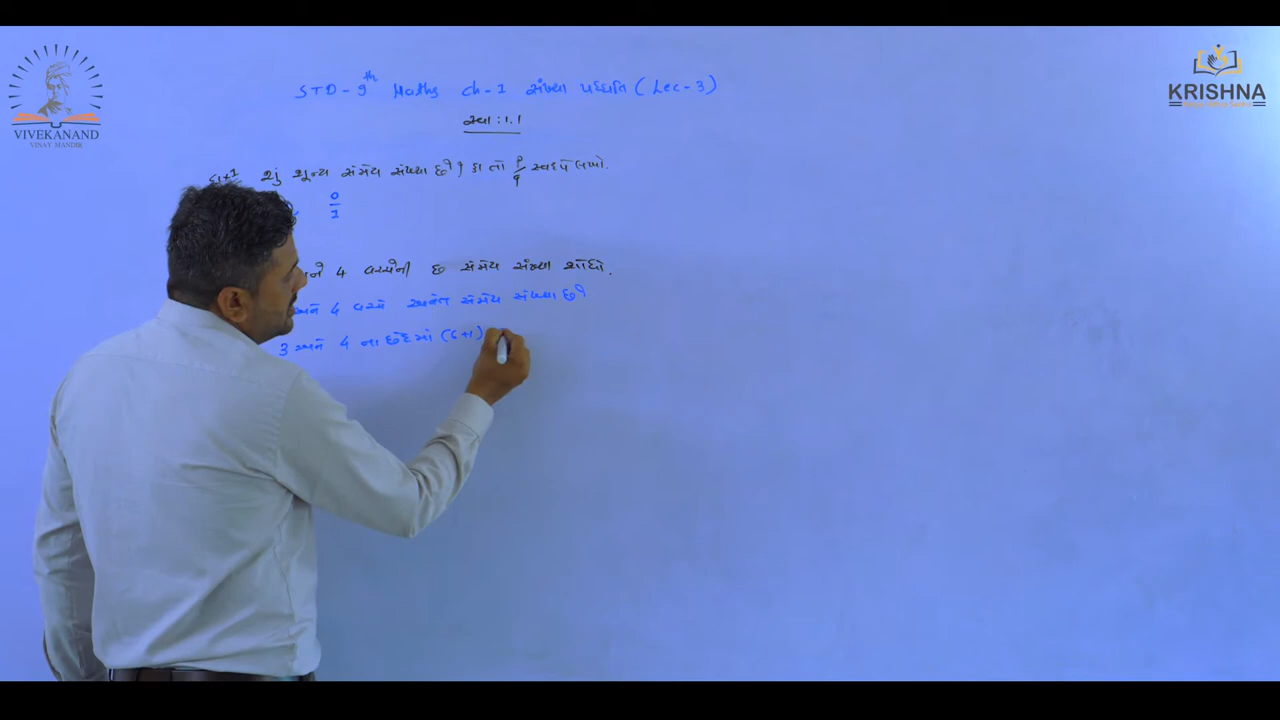 VIVEKANAND
VINAY MANDIR
KRISHNA
STD - 9th Maths Ch-1 સંખ્યા પદ્ધતિ (Lec-3)
સ્વા : 1.1
શું શૂન્ય સંમેય સંખ્યા છે? હા તો p/q સ્વરૂપે લખો.
0/1
અને 4 વચ્ચેની છ સંમેય સંખ્યા શોધો.
અને 4 વચ્ચે અનંત સંમેય સંખ્યા છે.
3 અને 4 ના છેદમાં (6+1)